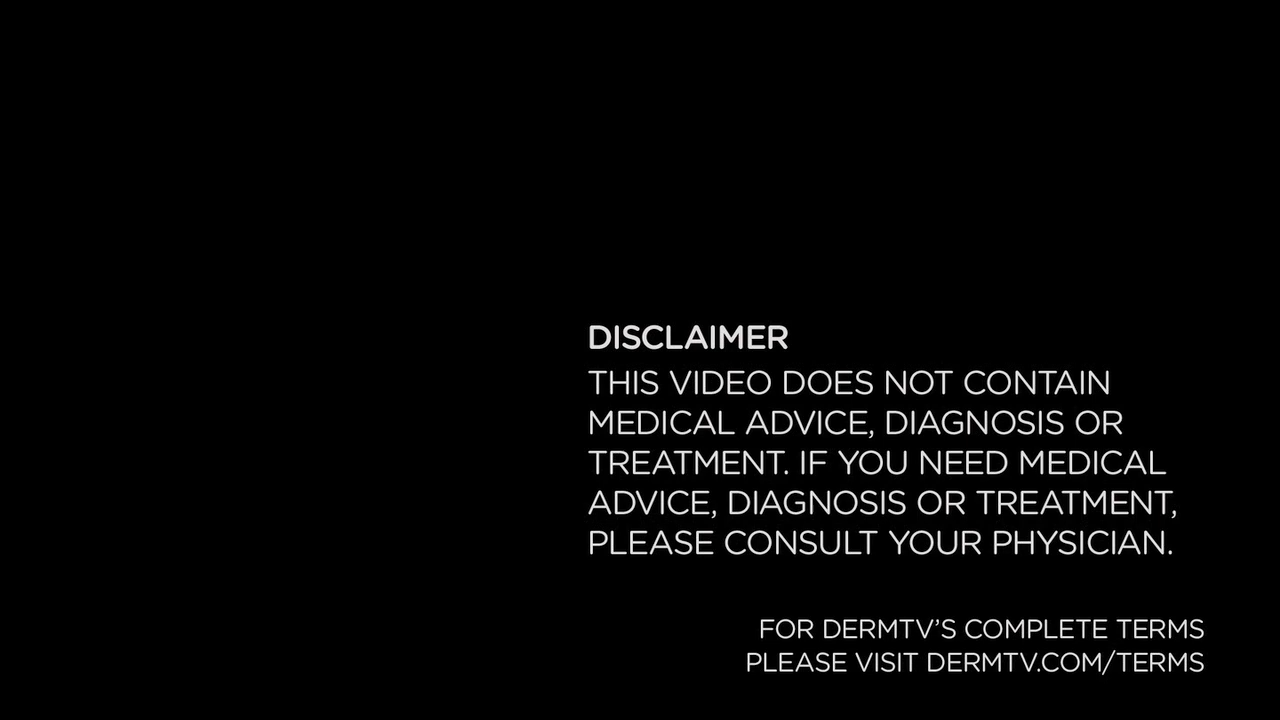 DISCLAIMER
THIS VIDEO DOES NOT CONTAIN
MEDICAL ADVICE, DIAGNOSIS OR
TREATMENT. IF YOU NEED MEDICAL
ADVICE, DIAGNOSIS OR TREATMENT,
PLEASE CONSULT YOUR PHYSICIAN.
FOR DERMTV’S COMPLETE TERMS
PLEASE VISIT DERMTV.COM/TERMS